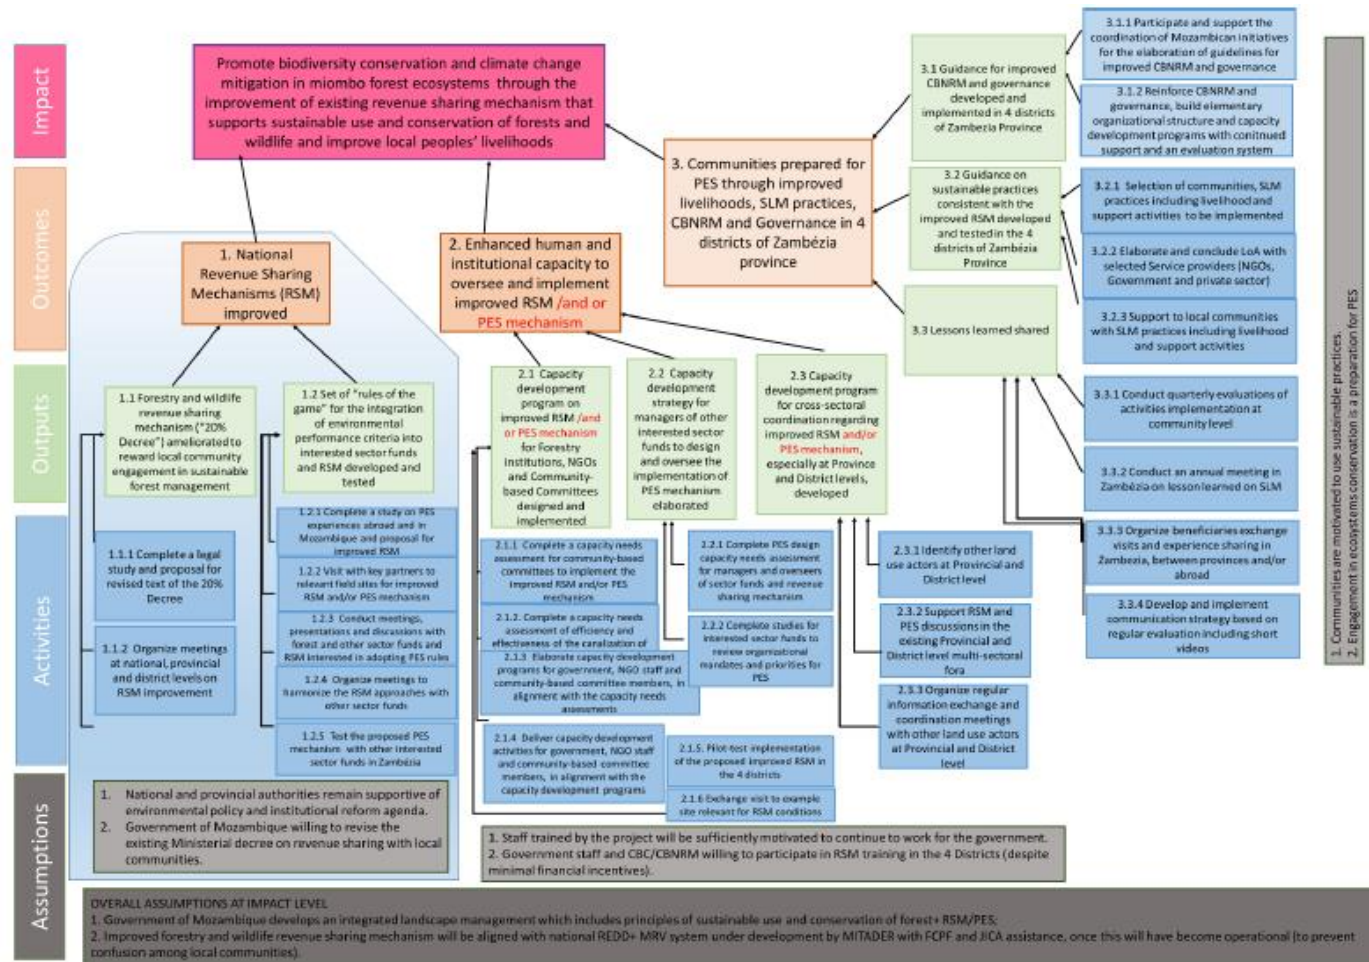 Impact
Outcomes
Outputs
Activities
Assumptions
Promote biodiversity conservation and climate change
mitigation in miombo forest ecosystems through the
improvement of existing revenue sharing mechanism that
supports sustainable use and conservation of forests and
wildlife and improve local peoples' livelihoods
1. National
Revenue Sharing
Mechanisms (RSM)
improved
2. Enhanced human and
institutional capacity to
oversee and implement
improved RSM /and or
PES mechanism
3. Communities prepared for
PES through improved
livelihoods, SLM practices,
CBNRM and Governance in 4
districts of Zambézia
province
1.1 Forestry and wildlife
revenue sharing
mechanism ("20%
Decree") ameliorated to
reward local community
engagement in sustainable
forest management
1.2 Set of "rules of the
game" for the integration
of environmental
performance criteria into
interested sector funds
and RSM developed and
tested
2.1 Capacity
development
program on
improved RSM /and
or PES mechanism
for Forestry
institutions, NGOs
and Community-
based Committees
designed and
implemented
2.2 Capacity
development
strategy for
managers of other
interested sector
funds to design
and oversee the
implementation of
PES mechanism
elaborated
2.3 Capacity
development program
for cross-sectoral
coordination regarding
improved RSM and/or
PES mechanism,
especially at Province
and District levels,
developed
3.1 Guidance for improved
CBNRM and governance
developed and
implemented in 4 districts
of Zambezia Province
3.2 Guidance on
sustainable practices
consistent with the
improved RSM developed
and tested in the 4
districts of Zambézia
Province
3.3 Lessons learned shared
1.1.1 Complete a legal
study and proposal for
revised text of the 20%
Decree
1.1.2 Organize meetings
at national, provincial
and district levels on
RSM improvement
1.2.1 Complete a study on PES
experiences abroad and in
Mozambique and proposal for
improved RSM
1.2.2 Visit with key partners to
relevant field sites for improved
RSM and/or PES mechanism
1.2.3 Conduct meetings,
presentations and discussions with
forest and other sector funds and
RSM interested in adopting PES rules
1.2.4 Organize meetings to
harmonize the RSM approaches with
other sector funds
1.2.5 Test the proposed PES
mechanism with other interested
sector funds in Zambézia
2.1.1 Complete a capacity needs
assessment for community-based
committees to implement the
improved RSM and/or PES
mechanism
2.1.2. Complete a capacity needs
assessment of efficiency and
effectiveness of the canalization of
2.1.3 Elaborate capacity development
programs for government, NGO staff and
community-based committee members, in
alignment with the capacity needs
assessments
2.1.4 Deliver capacity development
activities for government, NGO staff
and community-based committee
members, in alignment with the
capacity development programs
2.1.5. Pilot-test implementation
of the proposed improved RSM in
the 4 districts
2.1.6 Exchange visit to example
site relevant for RSM conditions
2.2.1 Complete PES design
capacity needs assessment
for managers and overseers
of sector funds and revenue
sharing mechanism
2.2.2 Complete studies for
interested sector funds to
review organizational
mandates and priorities for
PES
2.3.1 Identify other land
use actors at Provincial and
District level
2.3.2 Support RSM and
PES discussions in the
existing Provincial and
District level multi-sectoral
fora
2.3.3 Organize regular
information exchange and
coordination meetings
with other land use actors
at Provincial and District
level
3.1.1 Participate and support the
coordination of Mozambican initiatives
for the elaboration of guidelines for
improved CBNRM and governance
3.1.2 Reinforce CBNRM and
governance, build elementary
organizational structure and capacity
development programs with conitnued
support and an evaluation system
3.2.1 Selection of communities, SLM
practices including livelihood and
support activities to be implemented
3.2.2 Elaborate and conclude LoA with
selected Service providers (NGOs,
Government and private sector)
3.2.3 Support to local communities
with SLM practices including livelihood
and support activities
3.3.1 Conduct quarterly evaluations of
activities implementation at
community level
3.3.2 Conduct an annual meeting in
Zambézia on lesson learned on SLM
3.3.3 Organize beneficiaries exchange
visits and experience sharing in
Zambezia, between provinces and/or
abroad
3.3.4 Develop and implement
communication strategy based on
regular evaluation including short
videos
1. Communities are motivated to use sustainable practices.
2. Engagement in ecosystems conservation is a preparation for PES
1. National and provincial authorities remain supportive of
environmental policy and institutional reform agenda.
2. Government of Mozambique willing to revise the
existing Ministerial decree on revenue sharing with local
communities.
1. Staff trained by the project will be sufficiently motivated to continue to work for the government.
2. Government staff and CBC/CBNRM willing to participate in RSM training in the 4 Districts (despite
minimal financial incentives).
OVERALL ASSUMPTIONS AT IMPACT LEVEL
1. Government of Mozambique develops an integrated landscape management which includes principles of sustainable use and conservation of forest+ RSM/PES;
2. Improved forestry and wildlife revenue sharing mechanism will be aligned with national REDD+ MRV system under development by MITADER with FCPF and JICA assistance, once this will have become operational (to prevent
confusion among local communities).